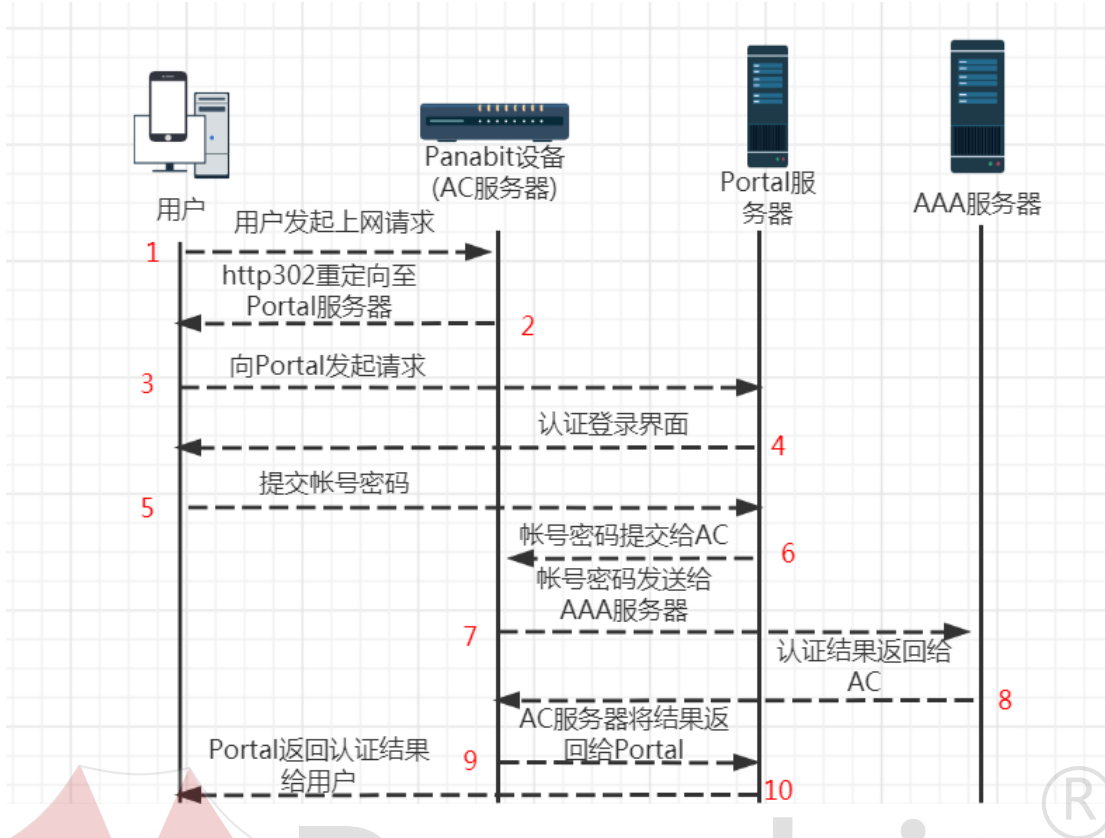 Panabit设备
(AC服务器)
Portal服
务器
用户
AAA服务器
用户发起上网请求
1
http302重定向至
Portal服务器
2
向Portal发起请求
3
认证登录界面
4
提交帐号密码
5
帐号密码提交给AC
6
帐号密码发送给
AAA服务器
7
认证结果返回给
AC
8
AC服务器将结果返
回给Portal
9
Portal返回认证结果
给用户
10
®